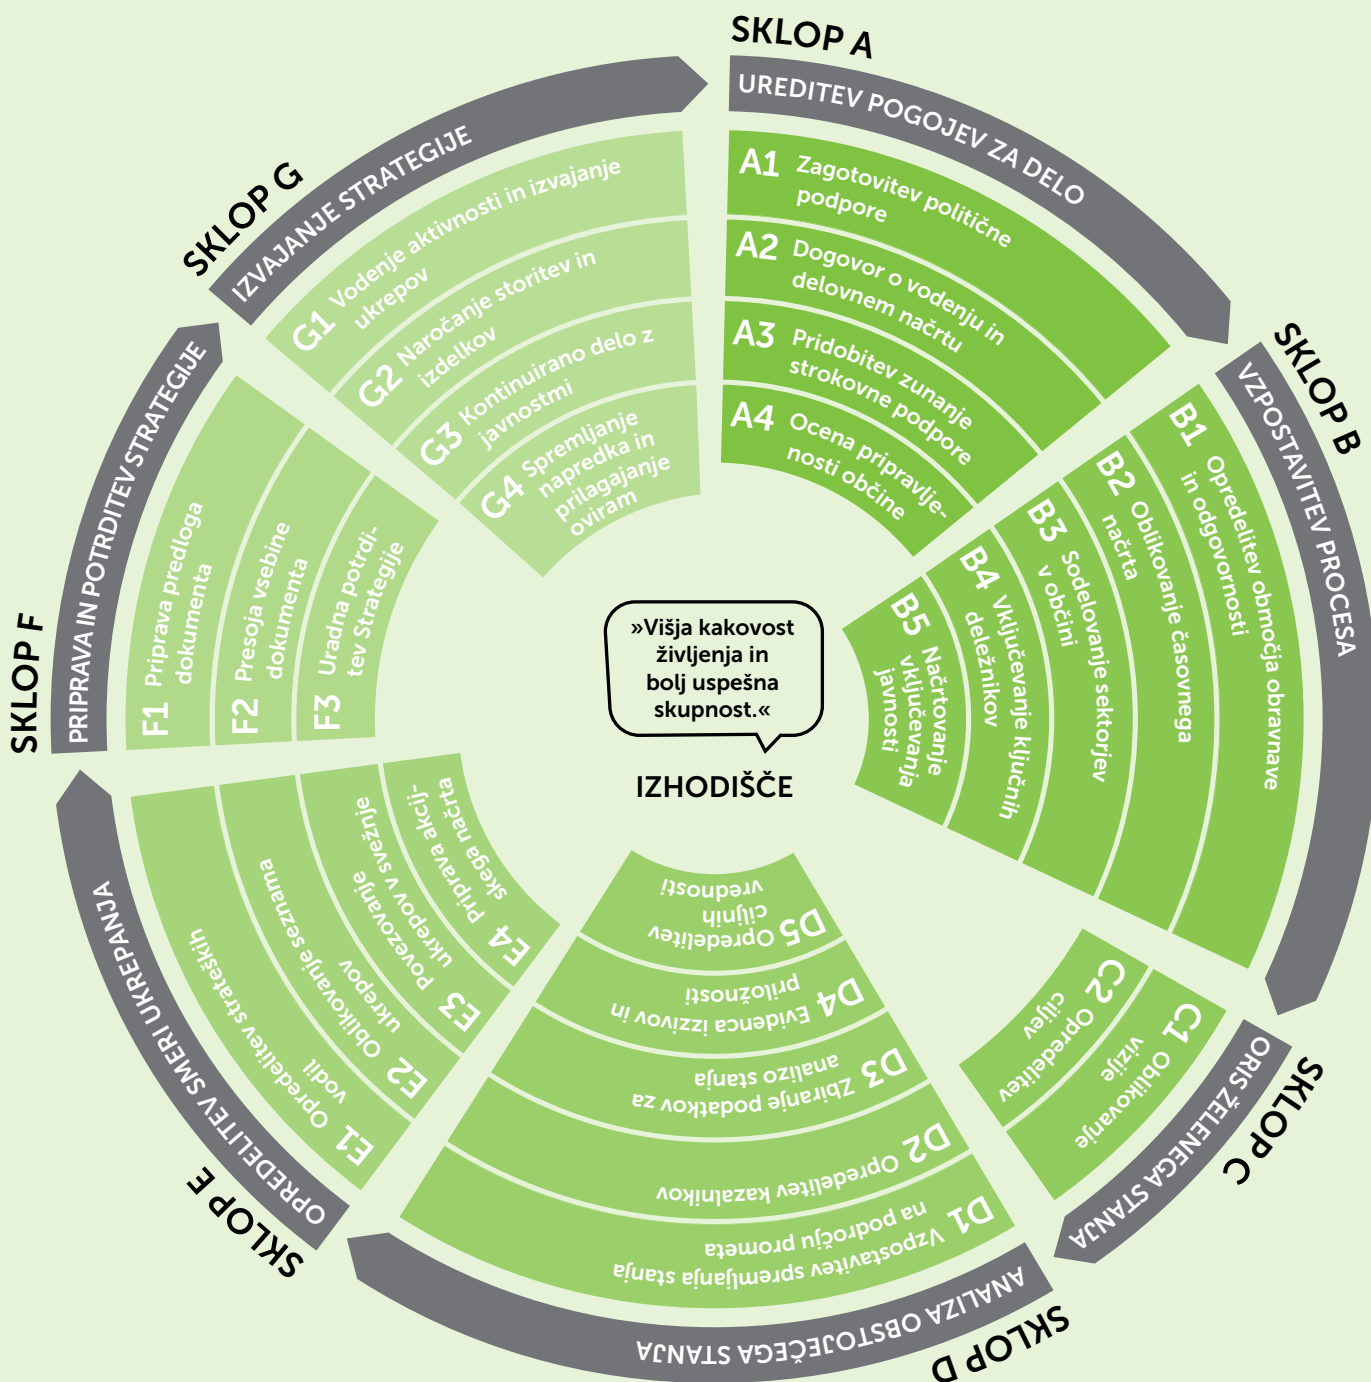 SKLOP A
UREDITEV POGOJEV ZA DELO
A1 Zagotovitev politične
podpore
A2 Dogovor o vodenju in
delovnem načrtu
A3 Pridobitev zunanje
strokovne podpore
A4 Ocena pripravlje-
nosti občine
SKLOP B
VZPOSTAVITEV PROCESA
B1 Opredelitev območja obravnave
in odgovornosti
B2 Oblikovanje časovnega
načrta
B3 Sodelovanje sektorjev
v občini
B4 Vključevanje ključnih
deležnikov
B5 Načrtovanje
vključevanja
javnosti
SKLOP C
ORIS ŽELENEGA STANJA
C1 Oblikovanje
vizije
C2 Opredelitev
ciljev
SKLOP D
ANALIZA OBSTOJEČEGA STANJA
D1 Vzpostavitev spremljanja stanja
na področju prometa
D2 Opredelitev kazalnikov
D3 Zbiranje podatkov za
analizo stanja
D4 Evidenca izzivov in
priložnosti
D5 Opredelitev
ciljnih
vrednosti
SKLOP E
OPREDELITEV SMERI UKREPANJA
E1 Opredelitev strateških
vodil
E2 Oblikovanje seznama
ukrepov
E3 Povezovanje
ukrepov v svežnje
E4 Priprava akcij-
skega načrta
SKLOP F
PRIPRAVA IN POTRDITEV STRATEGIJE
F1 Priprava predloga
dokumenta
F2 Presoja vsebine
dokumenta
F3 Uradna potrdi-
tev Strategije
SKLOP G
IZVAJANJE STRATEGIJE
G1 Vodenje aktivnosti in izvajanje
ukrepov
G2 Naročanje storitev in
izdelkov
G3 Kontinuirano delo z
javnostmi
G4 Spremljanje
napredka in
prilagajanje
oviram
»Višja kakovost
življenja in
bolj uspešna
skupnost.«
IZHODIŠČE